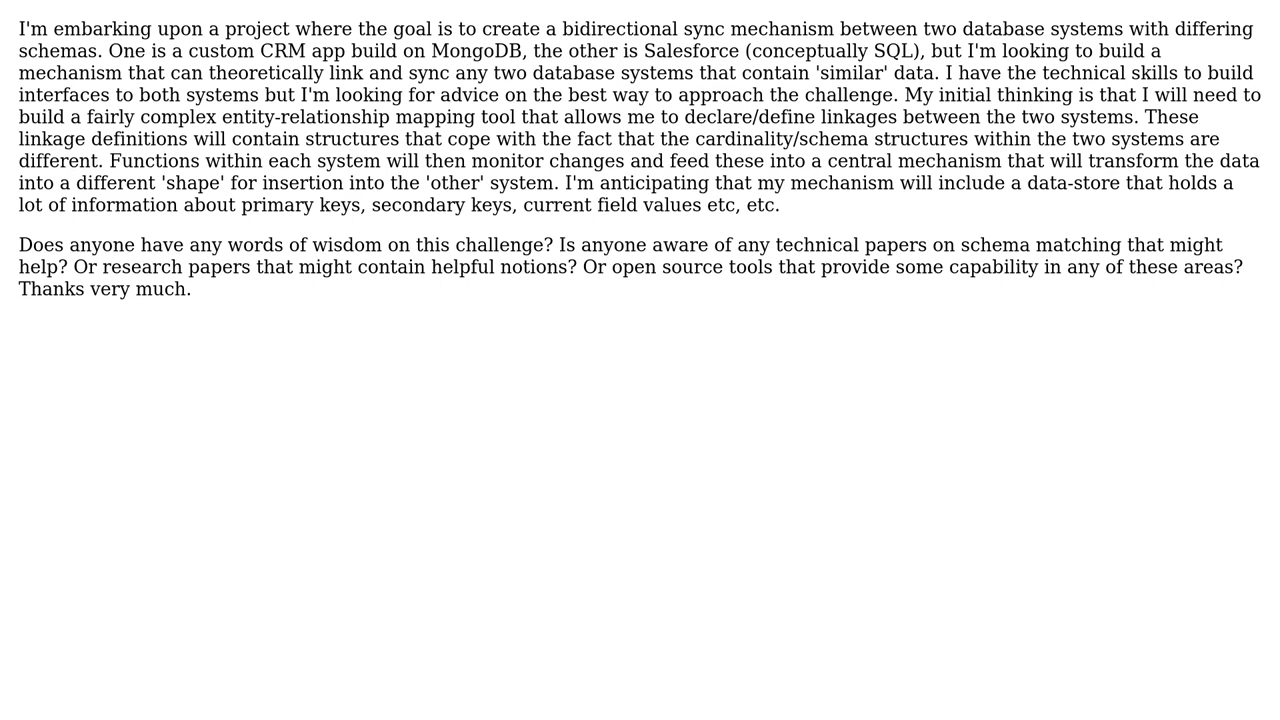 I'm embarking upon a project where the goal is to create a bidirectional sync mechanism between two database systems with differing
schemas. One is a custom CRM app build on MongoDB, the other is Salesforce (conceptually SQL), but I'm looking to build a
mechanism that can theoretically link and sync any two database systems that contain 'similar' data. I have the technical skills to build
interfaces to both systems but I'm looking for advice on the best way to approach the challenge. My initial thinking is that I will need to
build a fairly complex entity-relationship mapping tool that allows me to declare/define linkages between the two systems. These
linkage definitions will contain structures that cope with the fact that the cardinality/schema structures within the two systems are
different. Functions within each system will then monitor changes and feed these into a central mechanism that will transform the data
into a different 'shape' for insertion into the 'other' system. I'm anticipating that my mechanism will include a data-store that holds a
lot of information about primary keys, secondary keys, current field values etc, etc.
Does anyone have any words of wisdom on this challenge? Is anyone aware of any technical papers on schema matching that might
help? Or research papers that might contain helpful notions? Or open source tools that provide some capability in any of these areas?
Thanks very much.